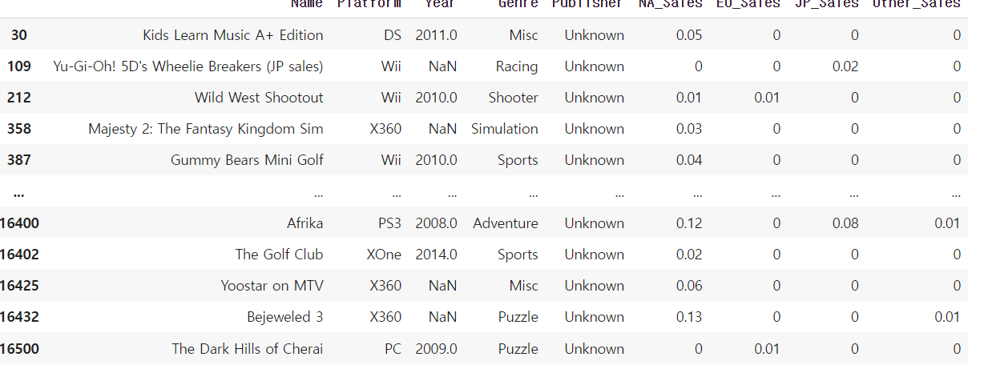 Name Platform Year Genre Publisher NA_Sales EU_Sales JP_Sales Other_Sales
30 Kids Learn Music A+ Edition DS 2011.0 Misc Unknown 0.05 0 0 0
109 Yu-Gi-Oh! 5D's Wheelie Breakers (JP sales) Wii NaN Racing Unknown 0 0 0.02 0
212 Wild West Shootout Wii 2010.0 Shooter Unknown 0.01 0.01 0 0
358 Majesty 2: The Fantasy Kingdom Sim X360 NaN Simulation Unknown 0.03 0 0 0
387 Gummy Bears Mini Golf Wii 2010.0 Sports Unknown 0.04 0 0 0
... ... ... ... ... ... ... ... ... ...
16400 Afrika PS3 2008.0 Adventure Unknown 0.12 0 0.08 0.01
16402 The Golf Club XOne 2014.0 Sports Unknown 0.02 0 0 0
16425 Yoostar on MTV X360 NaN Misc Unknown 0.06 0 0 0
16432 Bejeweled 3 X360 NaN Puzzle Unknown 0.13 0 0 0.01
16500 The Dark Hills of Cherai PC 2009.0 Puzzle Unknown 0 0.01 0 0